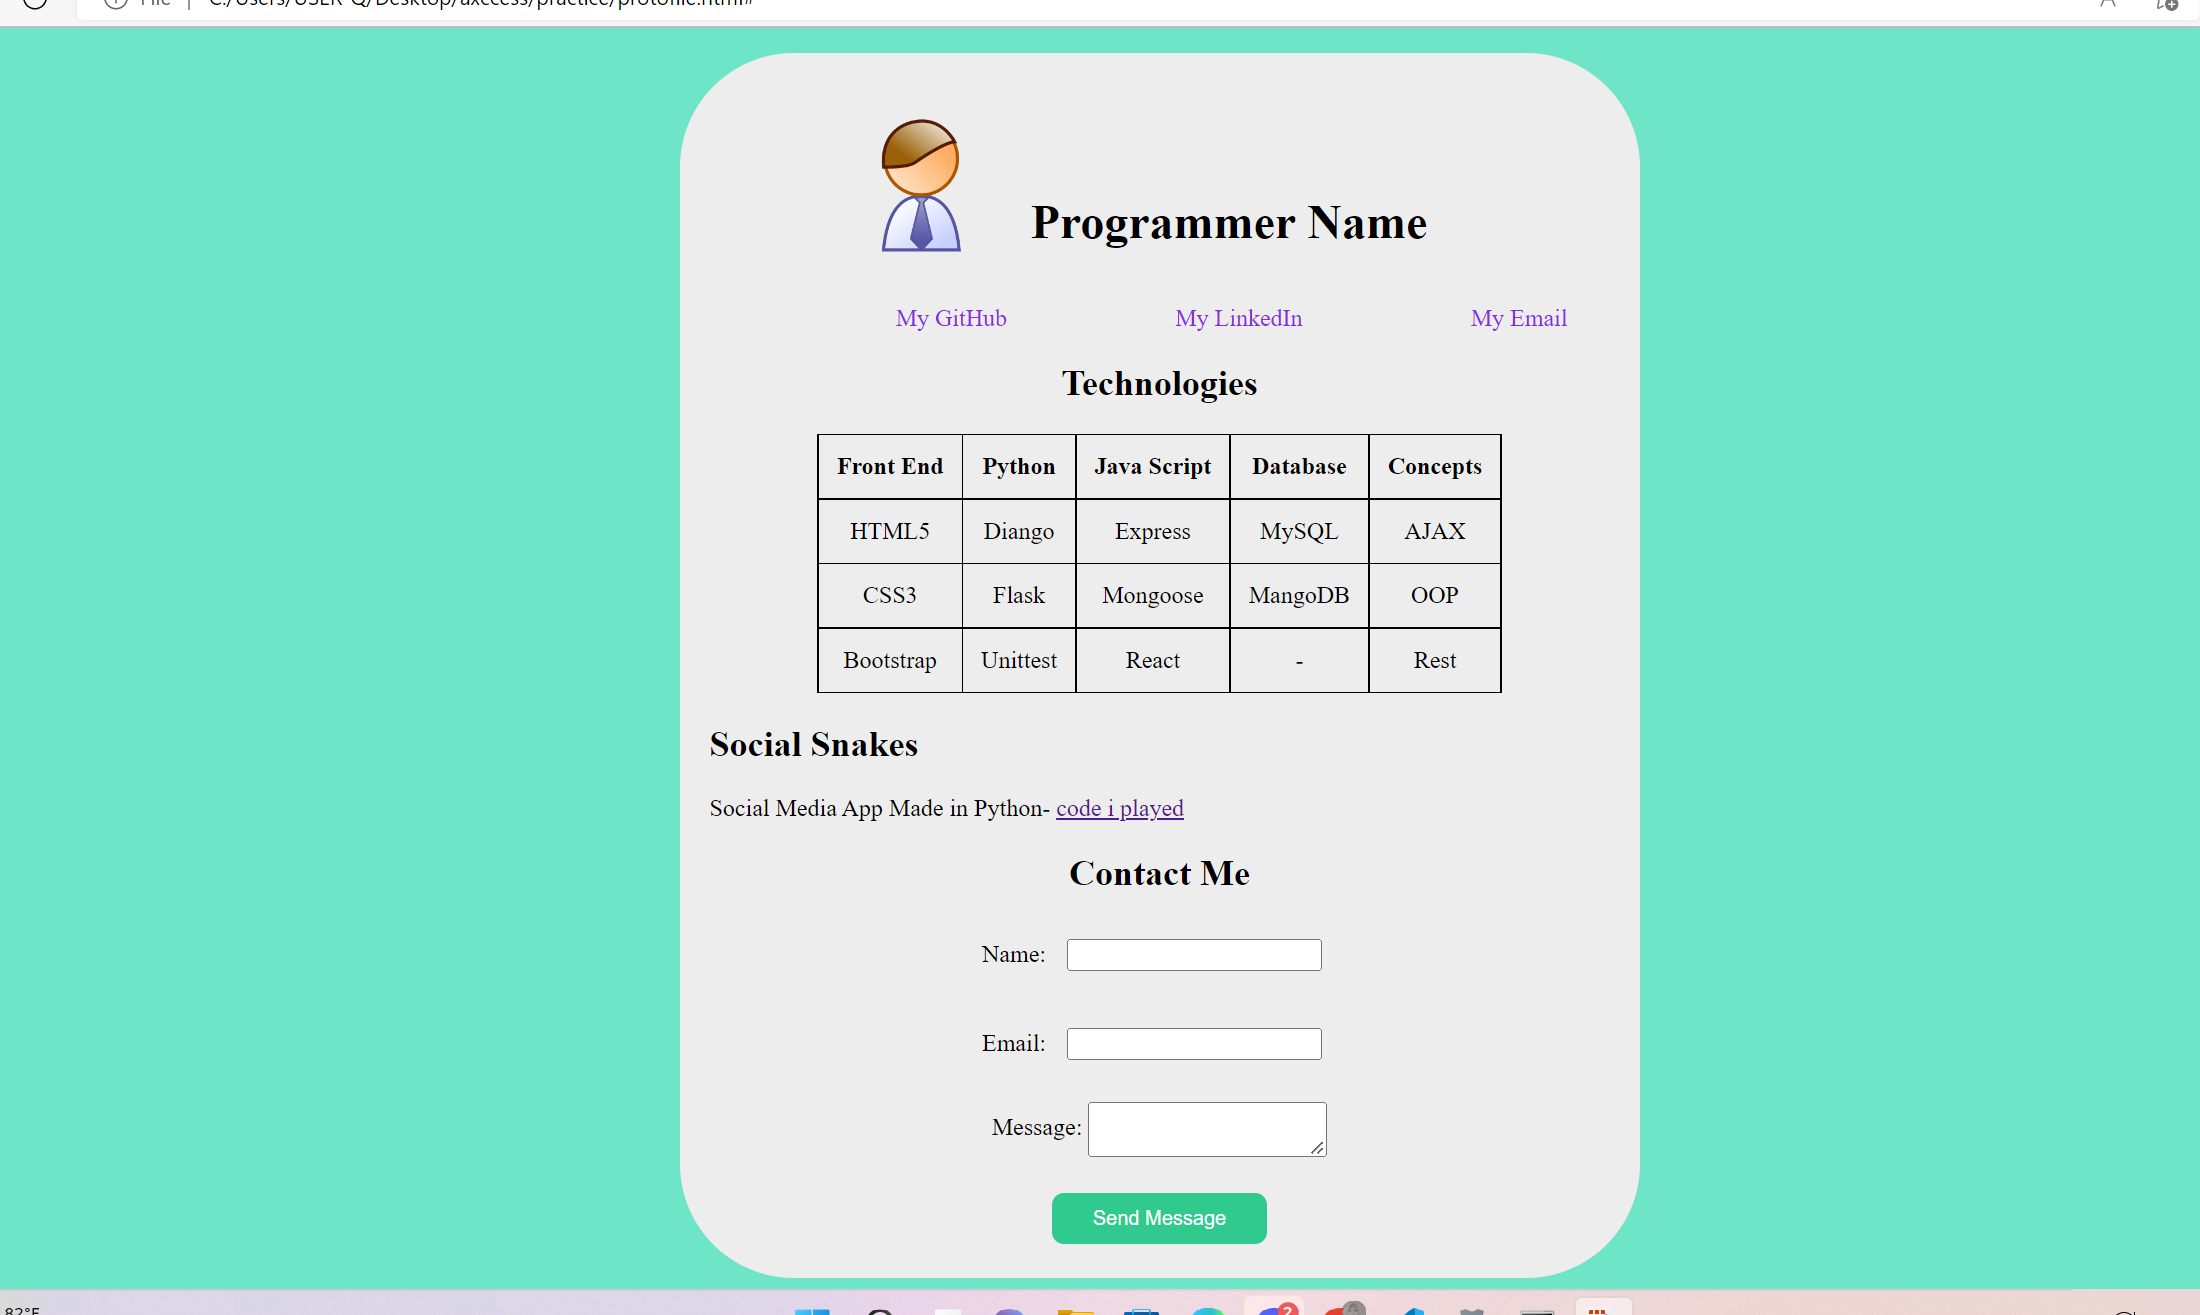 File | C:/Users/USER-Q/Desktop/axccess/practice/protofile.html#
Programmer Name
My GitHub My LinkedIn My Email
Technologies
Front End Python Java Script Database Concepts
HTML5 Diango Express MySQL AJAX
CSS3 Flask Mongoose MangoDB OOP
Bootstrap Unittest React - Rest
Social Snakes
Social Media App Made in Python- code i played
Contact Me
Name:
Email:
Message:
Send Message
82°F
2